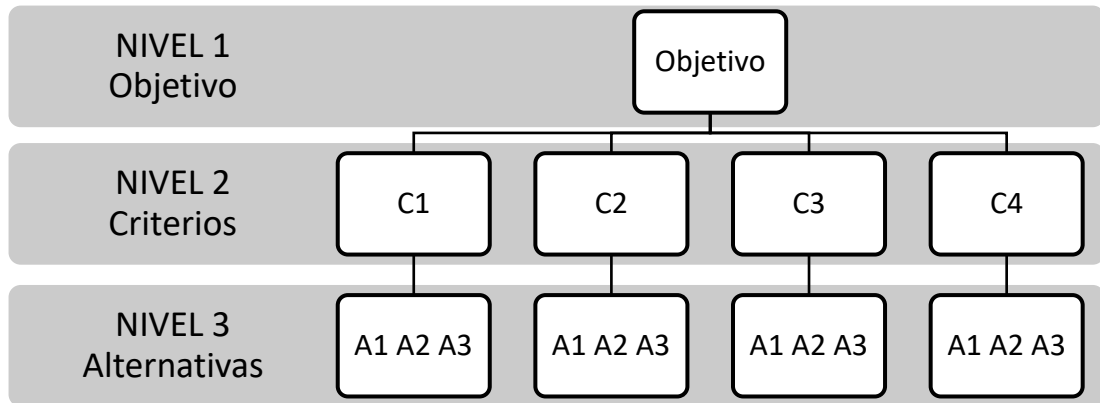 NIVEL 1
Objetivo
Objetivo
NIVEL 2
Criterios
C1
C2
C3
C4
NIVEL 3
Alternativas
A1 A2 A3
A1 A2 A3
A1 A2 A3
A1 A2 A3